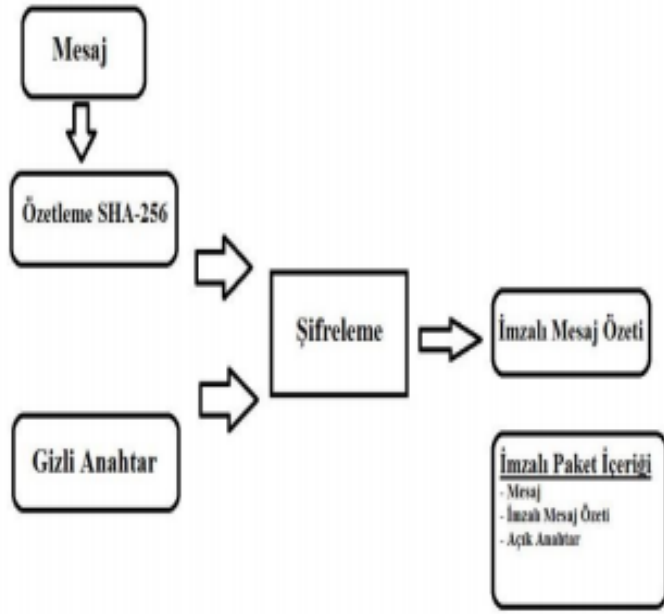 Mesaj
Özetleme SHA-256
Şifreleme
İmzalı Mesaj Özeti
Gizli Anahtar
İmzalı Paket İçeriği
- Mesaj
- İmzalı Mesaj Özeti
- Açık Anahtar